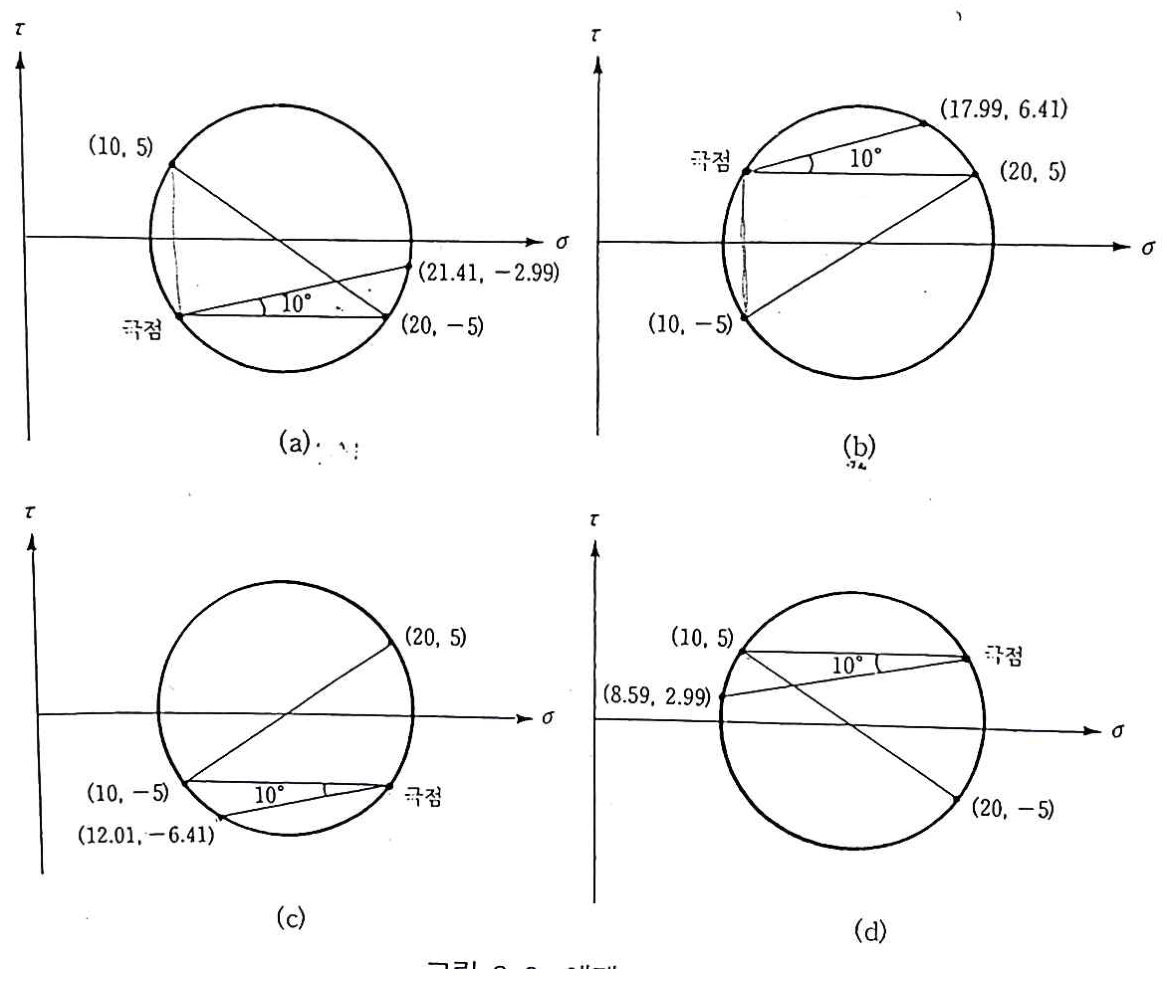 τ
(10, 5)
σ
(21.41, −2.99)
10°
극점
(20, −5)
(a)
τ
(17.99, 6.41)
극점
10°
(20, 5)
σ
(10, −5)
(b)
τ
(20, 5)
σ
(10, −5)
10°
극점
(12.01, −6.41)
(c)
τ
(10, 5)
극점
10°
(8.59, 2.99)
σ
(20, −5)
(d)